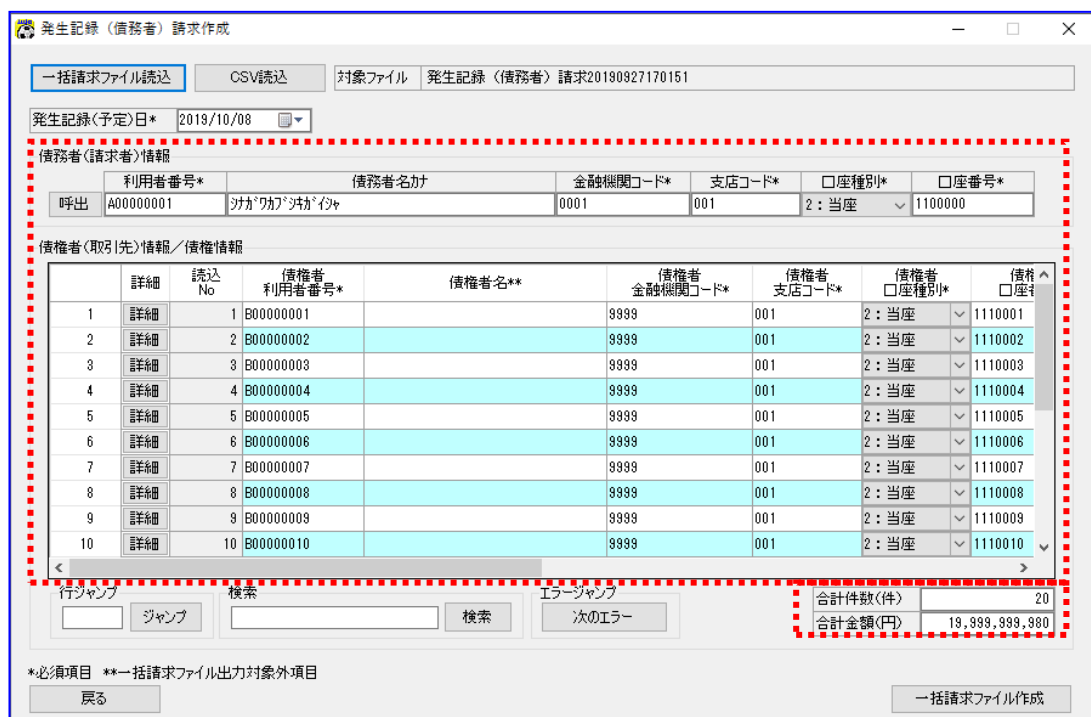 発生記録（債務者）請求作成
一括請求ファイル読込 CSV読込 対象ファイル 発生記録（債務者）請求20190927170151
発生記録(予定)日* 2019/10/08
債務者(請求者)情報
利用者番号* 債務者名カナ 金融機関コード* 支店コード* 口座種別* 口座番号*
呼出 A00000001 ｼﾅｶﾞﾜｶﾌﾞｼｷｶﾞｲｼｬ 0001 001 2：当座 1100000
債権者(取引先)情報／債権情報
詳細 読込No 債権者利用者番号* 債権者名** 債権者金融機関コード* 債権者支店コード* 債権者口座種別* 債権
1 詳細 1 B00000001 9999 001 2：当座 1110001
2 詳細 2 B00000002 9999 001 2：当座 1110002
3 詳細 3 B00000003 9999 001 2：当座 1110003
4 詳細 4 B00000004 9999 001 2：当座 1110004
5 詳細 5 B00000005 9999 001 2：当座 1110005
6 詳細 6 B00000006 9999 001 2：当座 1110006
7 詳細 7 B00000007 9999 001 2：当座 1110007
8 詳細 8 B00000008 9999 001 2：当座 1110008
9 詳細 9 B00000009 9999 001 2：当座 1110009
10 詳細 10 B00000010 9999 001 2：当座 1110010
行ジャンプ 検索 エラージャンプ
ジャンプ 検索 次のエラー
合計件数(件) 20
合計金額(円) 19,999,999,980
*必須項目 **一括請求ファイル出力対象外項目
戻る 一括請求ファイル作成